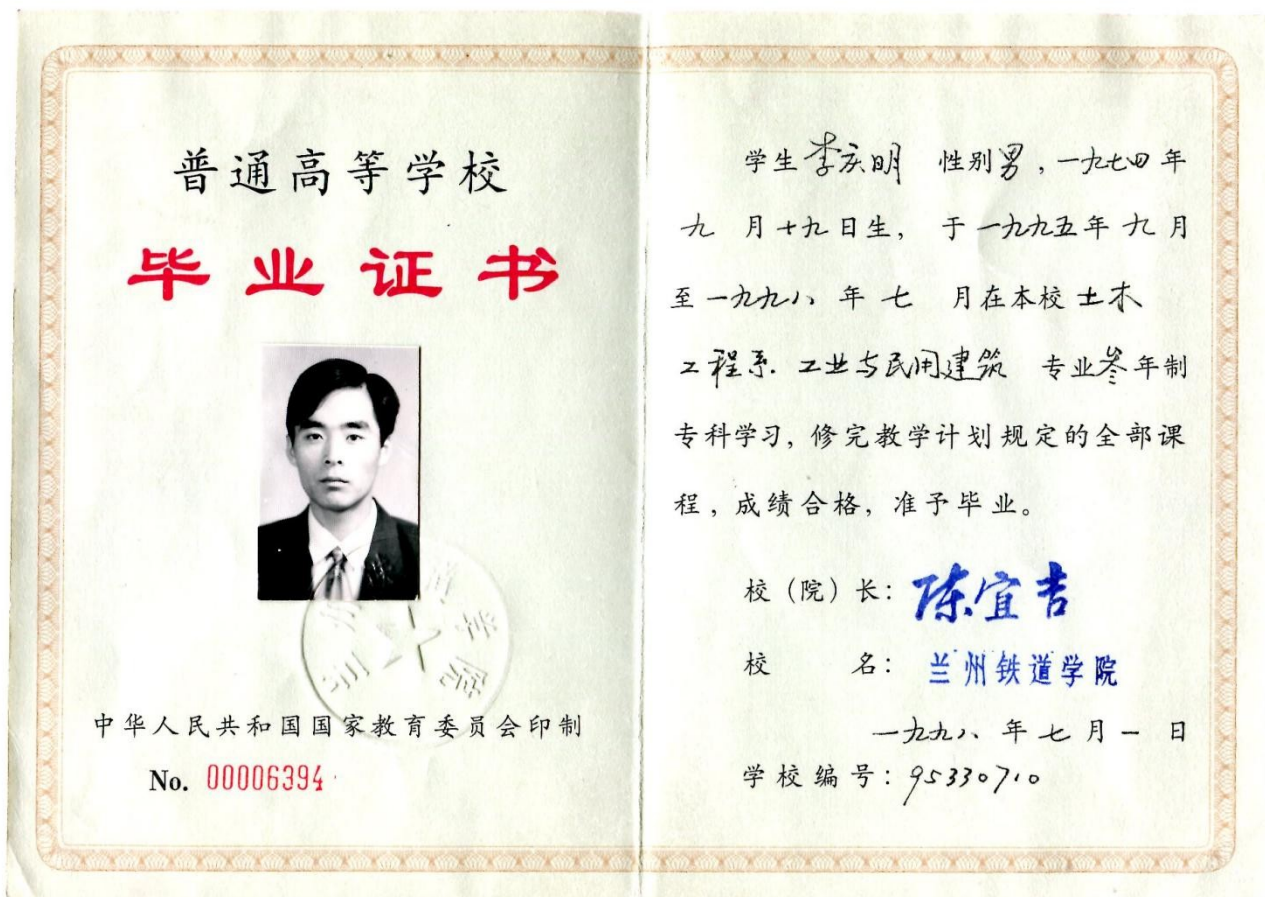 普通高等学校
毕业证书
中华人民共和国国家教育委员会印制
No. 00006394
学生李庆明 性别男，一九七四年
九 月十九日生， 于一九九五年九月
至一九九八 年 七 月在本校土木
工程系 工业与民用建筑 专业叁年制
专科学习，修完教学计划规定的全部课
程，成绩合格，准予毕业。
校（院）长：陈宜吉
校 名：兰州铁道学院
一九九八 年 七 月 一 日
学校编号：95330710